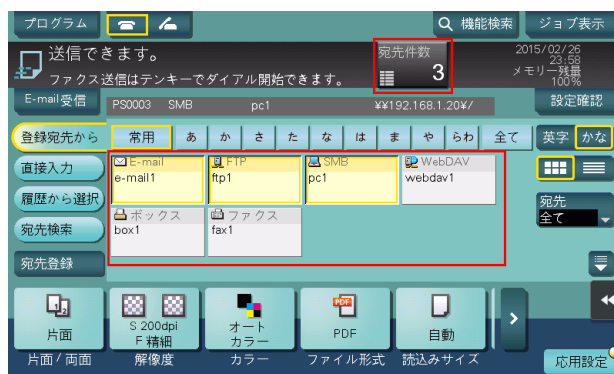 プログラム
機能検索
ジョブ表示
送信できます。
ファクス送信はテンキーでダイアル開始できます。
宛先件数
3
2015/02/26
23:58
メモリー残量
100%
E-mail受信
PS0003 SMB pc1 ¥¥192.168.1.20¥/
設定確認
登録宛先から
常用 あ か さ た な は ま や らわ 全て
英字 かな
直接入力
履歴から選択
宛先検索
宛先登録
E-mail
e-mail1
FTP
ftp1
SMB
pc1
WebDAV
webdav1
ボックス
box1
ファクス
fax1
宛先
全て
片面
S 200dpi
F 精細
オート
カラー
PDF
PDF
自動
片面/両面
解像度
カラー
ファイル形式
読込みサイズ
応用設定